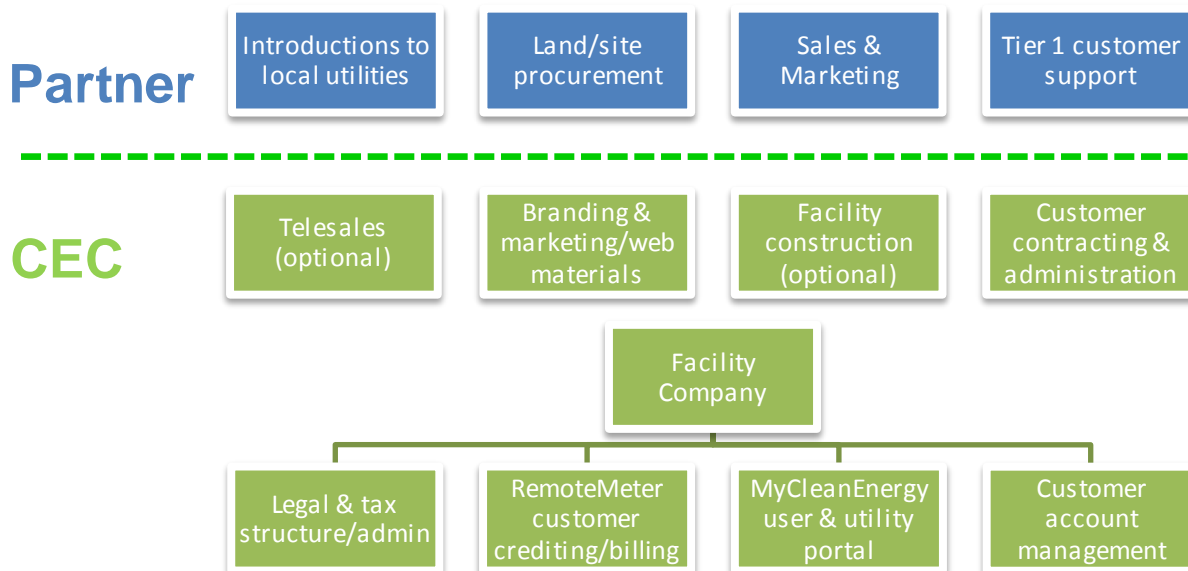 Partner
Introductions to
local utilities
Land/site
procurement
Sales &
Marketing
Tier 1 customer
support
CEC
Telesales
(optional)
Branding &
marketing/web
materials
Facility
construction
(optional)
Customer
contracting &
administration
Facility
Company
Legal & tax
structure/admin
RemoteMeter
customer
crediting/billing
MyCleanEnergy
user & utility
portal
Customer
account
management